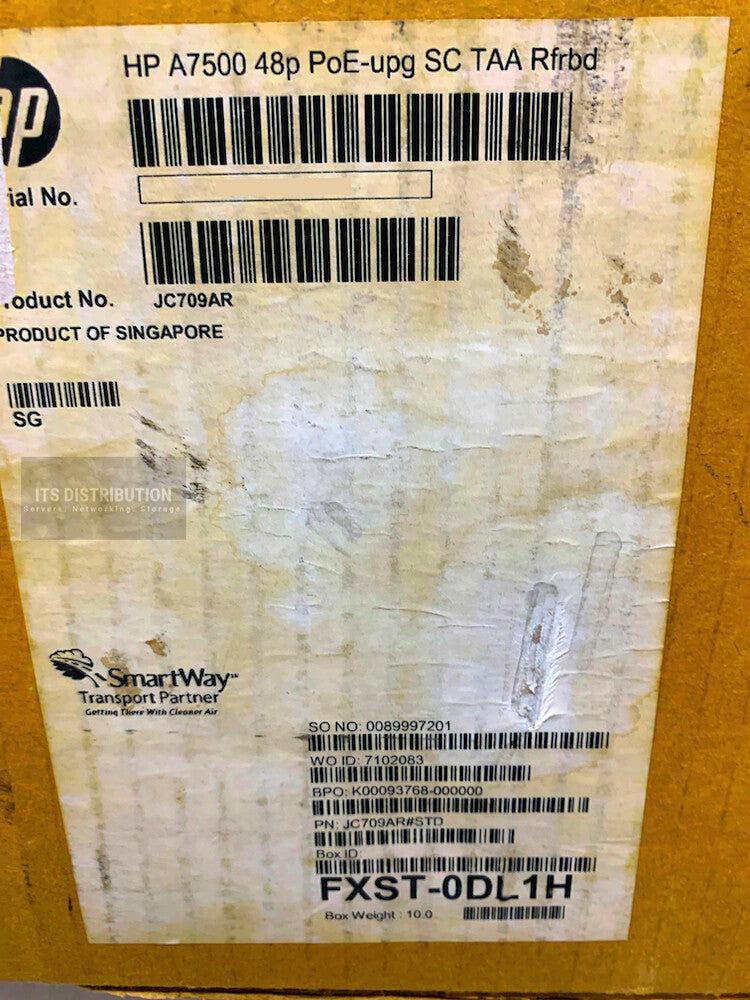 HP A7500 48p PoE-upg SC TAA Rfrbd
hp
rial No.
roduct No. JC709AR
PRODUCT OF SINGAPORE
SG
ITS DISTRIBUTION
Servers. Networking. Storage.
SmartWay
Transport Partner
Getting There With Cleaner Air
SO NO: 0089997201
WO ID: 7102083
BPO: K00093768-000000
PN: JC709AR#STD
Box ID:
FXST-0DL1H
Box Weight : 10.0